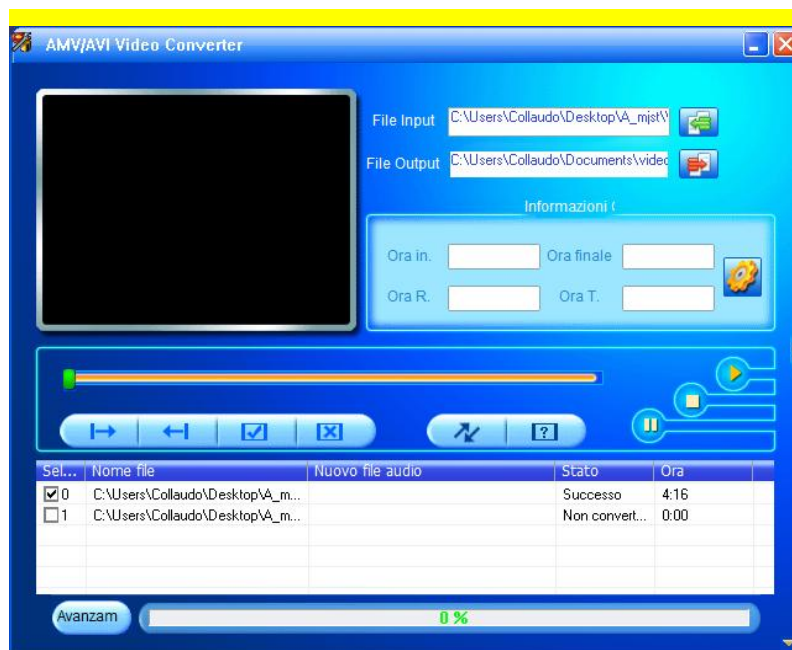 AMV/AVI Video Converter
File Input C:\Users\Collaudo\Desktop\A_mjst\V
File Output C:\Users\Collaudo\Documents\video
Informazioni
Ora in. Ora finale
Ora R. Ora T.
Sel... Nome file Nuovo file audio Stato Ora
0 C:\Users\Collaudo\Desktop\A_m... Successo 4:16
1 C:\Users\Collaudo\Desktop\A_m... Non convert... 0:00
Avanzam 0 %